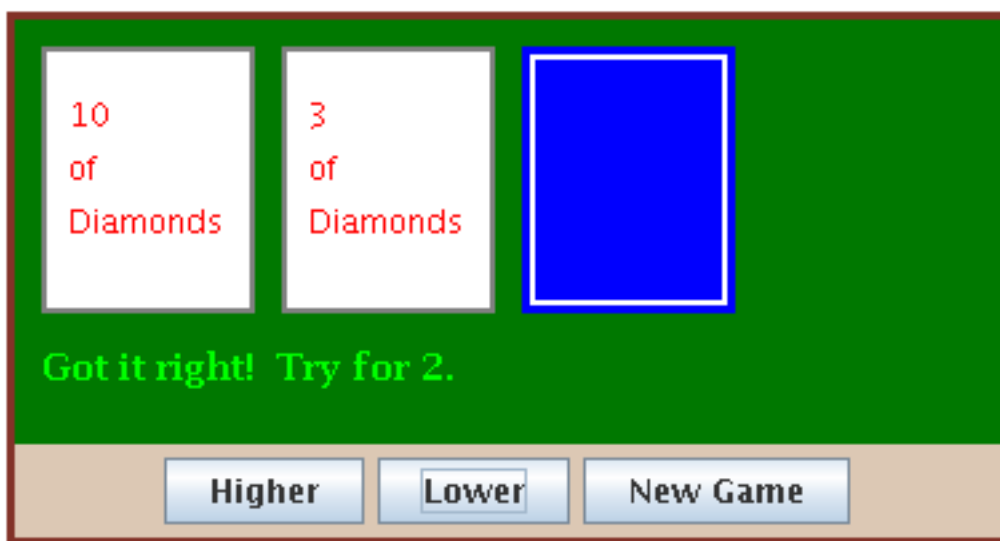 10
of
Diamonds
3
of
Diamonds
Got it right!  Try for 2.
Higher
Lower
New Game